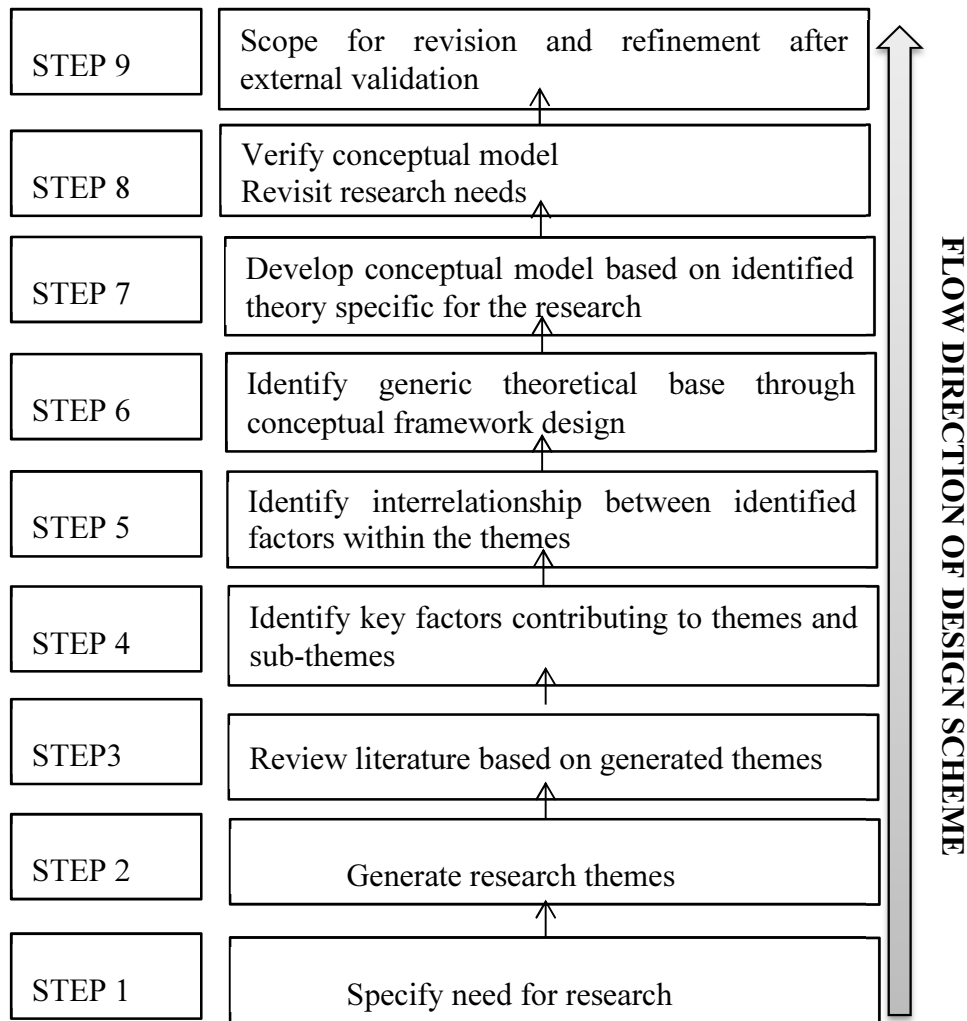 STEP 9
Scope for revision and refinement after
external validation
STEP 8
Verify conceptual model
Revisit research needs
STEP 7
Develop conceptual model based on identified
theory specific for the research
STEP 6
Identify generic theoretical base through
conceptual framework design
STEP 5
Identify interrelationship between identified
factors within the themes
STEP 4
Identify key factors contributing to themes and
sub-themes
STEP3
Review literature based on generated themes
STEP 2
Generate research themes
STEP 1
Specify need for research
FLOW DIRECTION OF DESIGN SCHEME